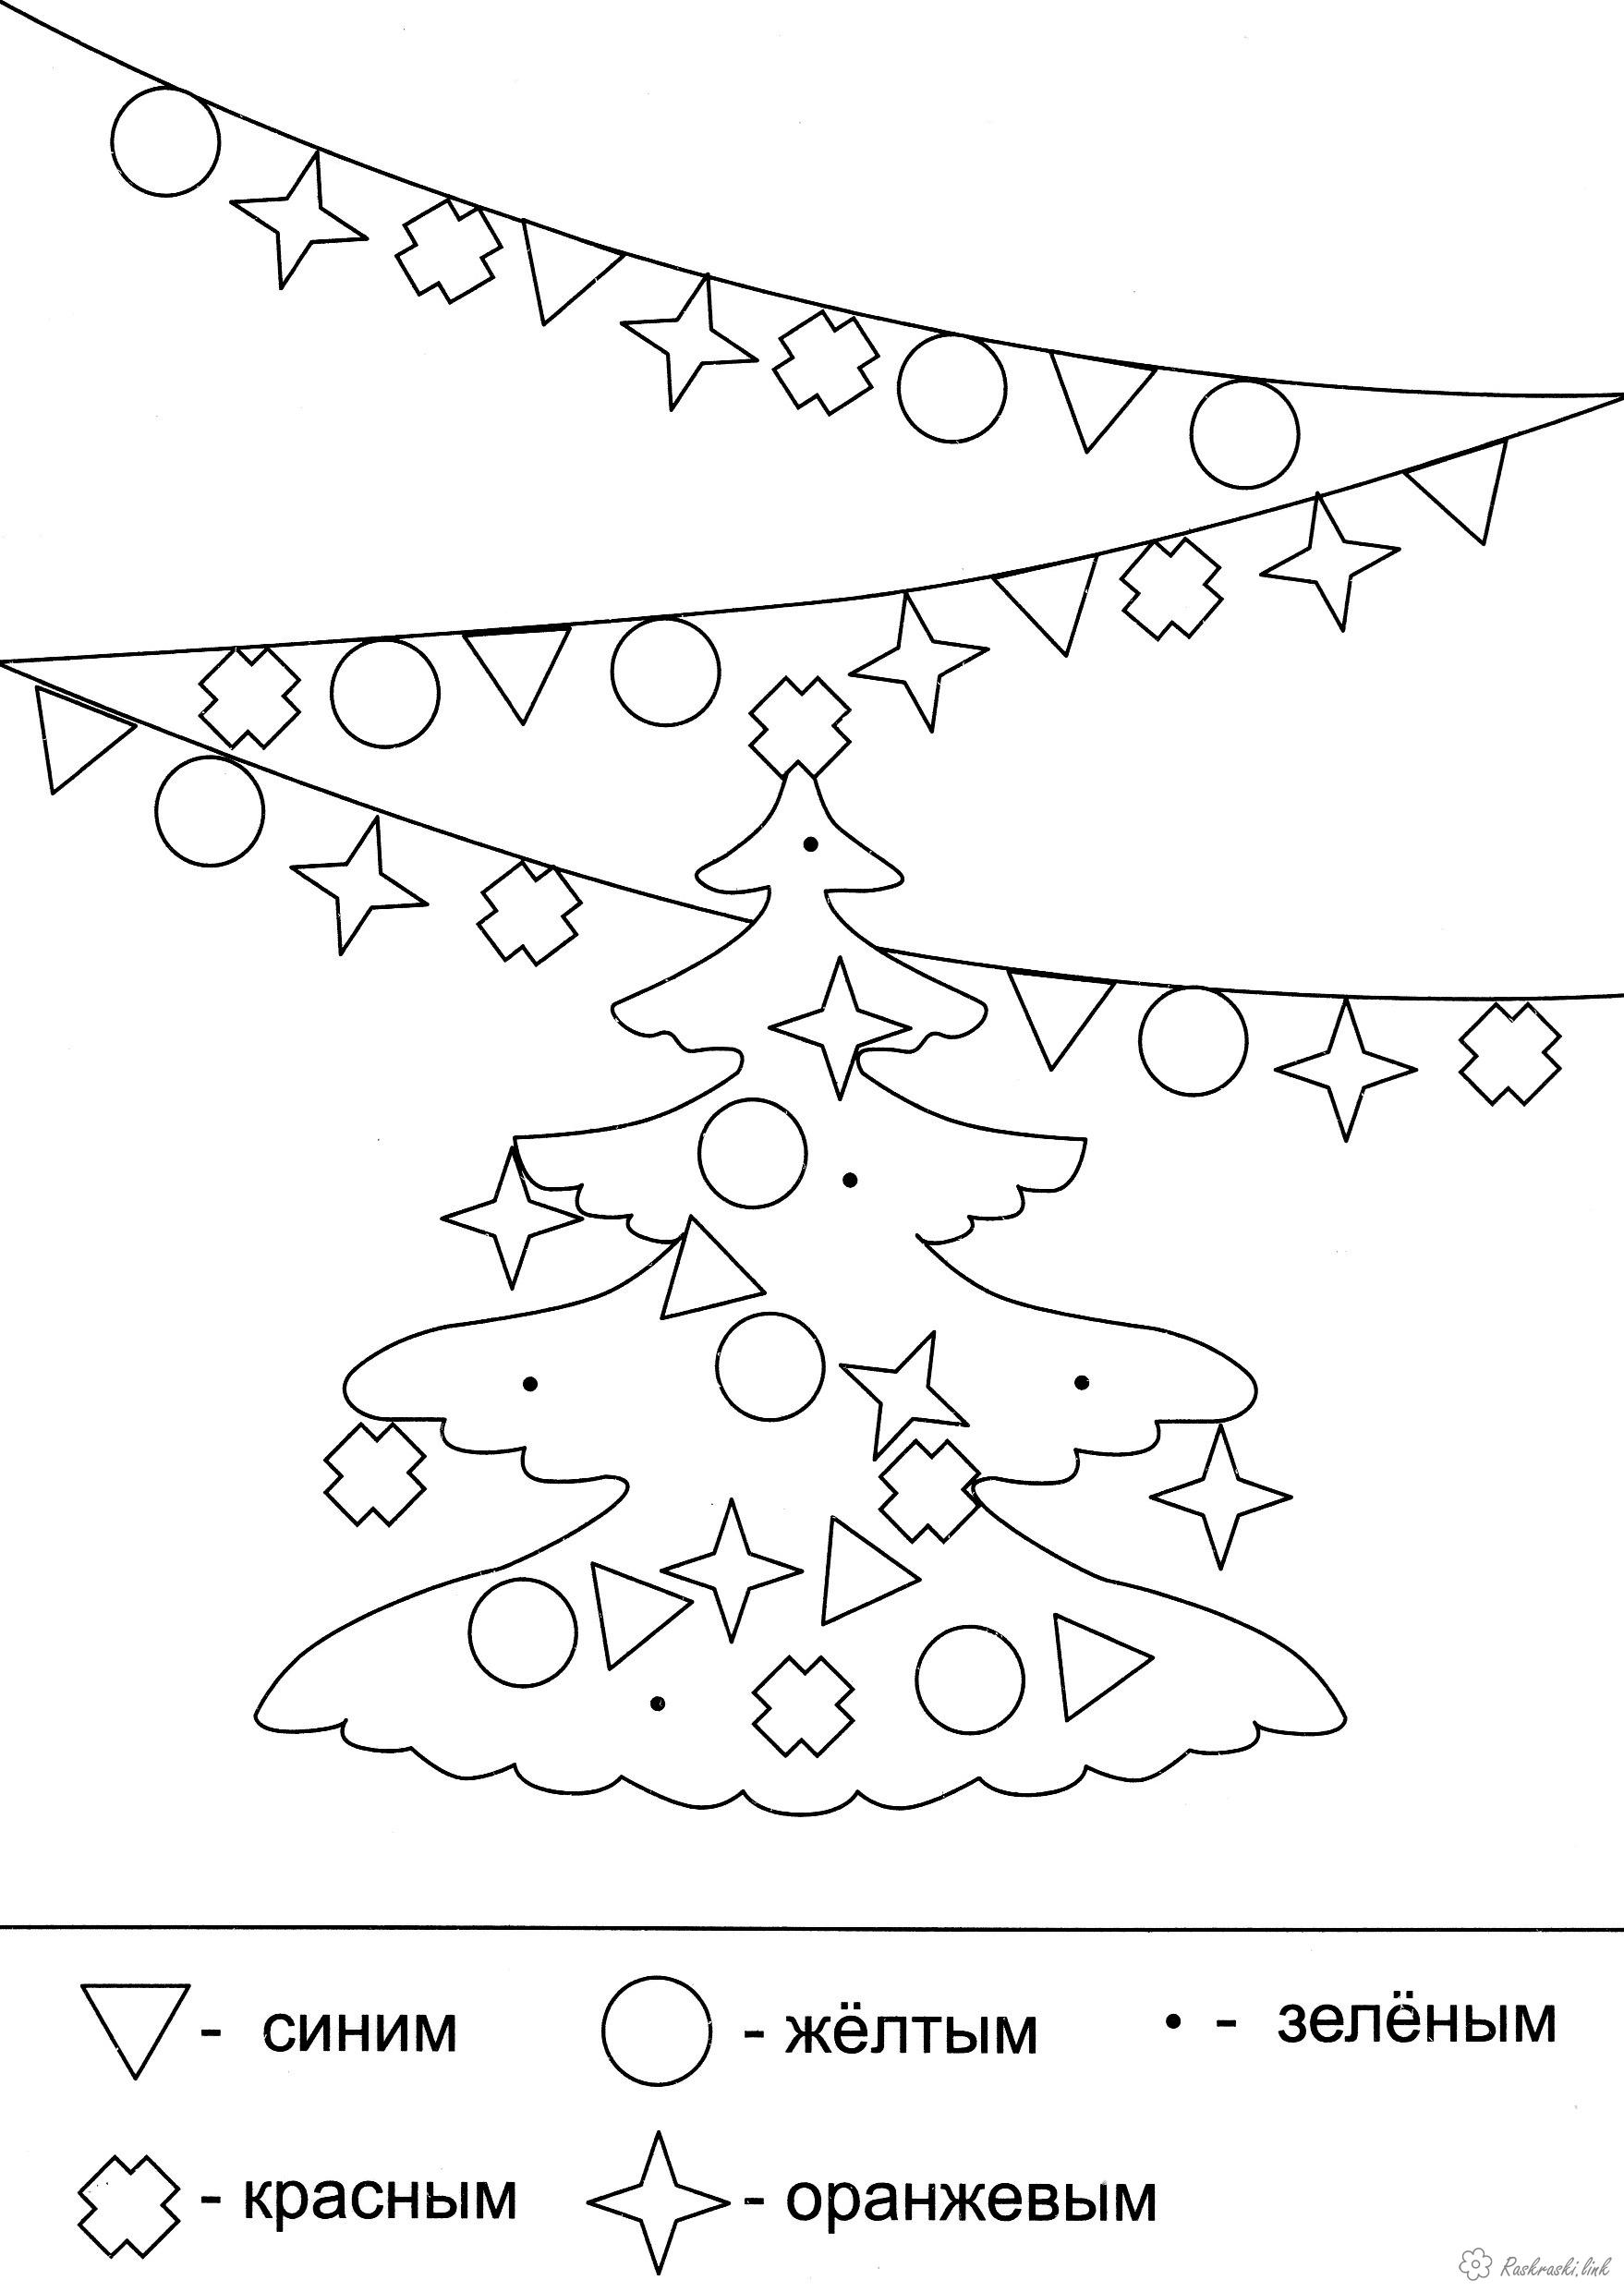 - синим - жёлтым - зелёным
- красным - оранжевым
Raskraski.link